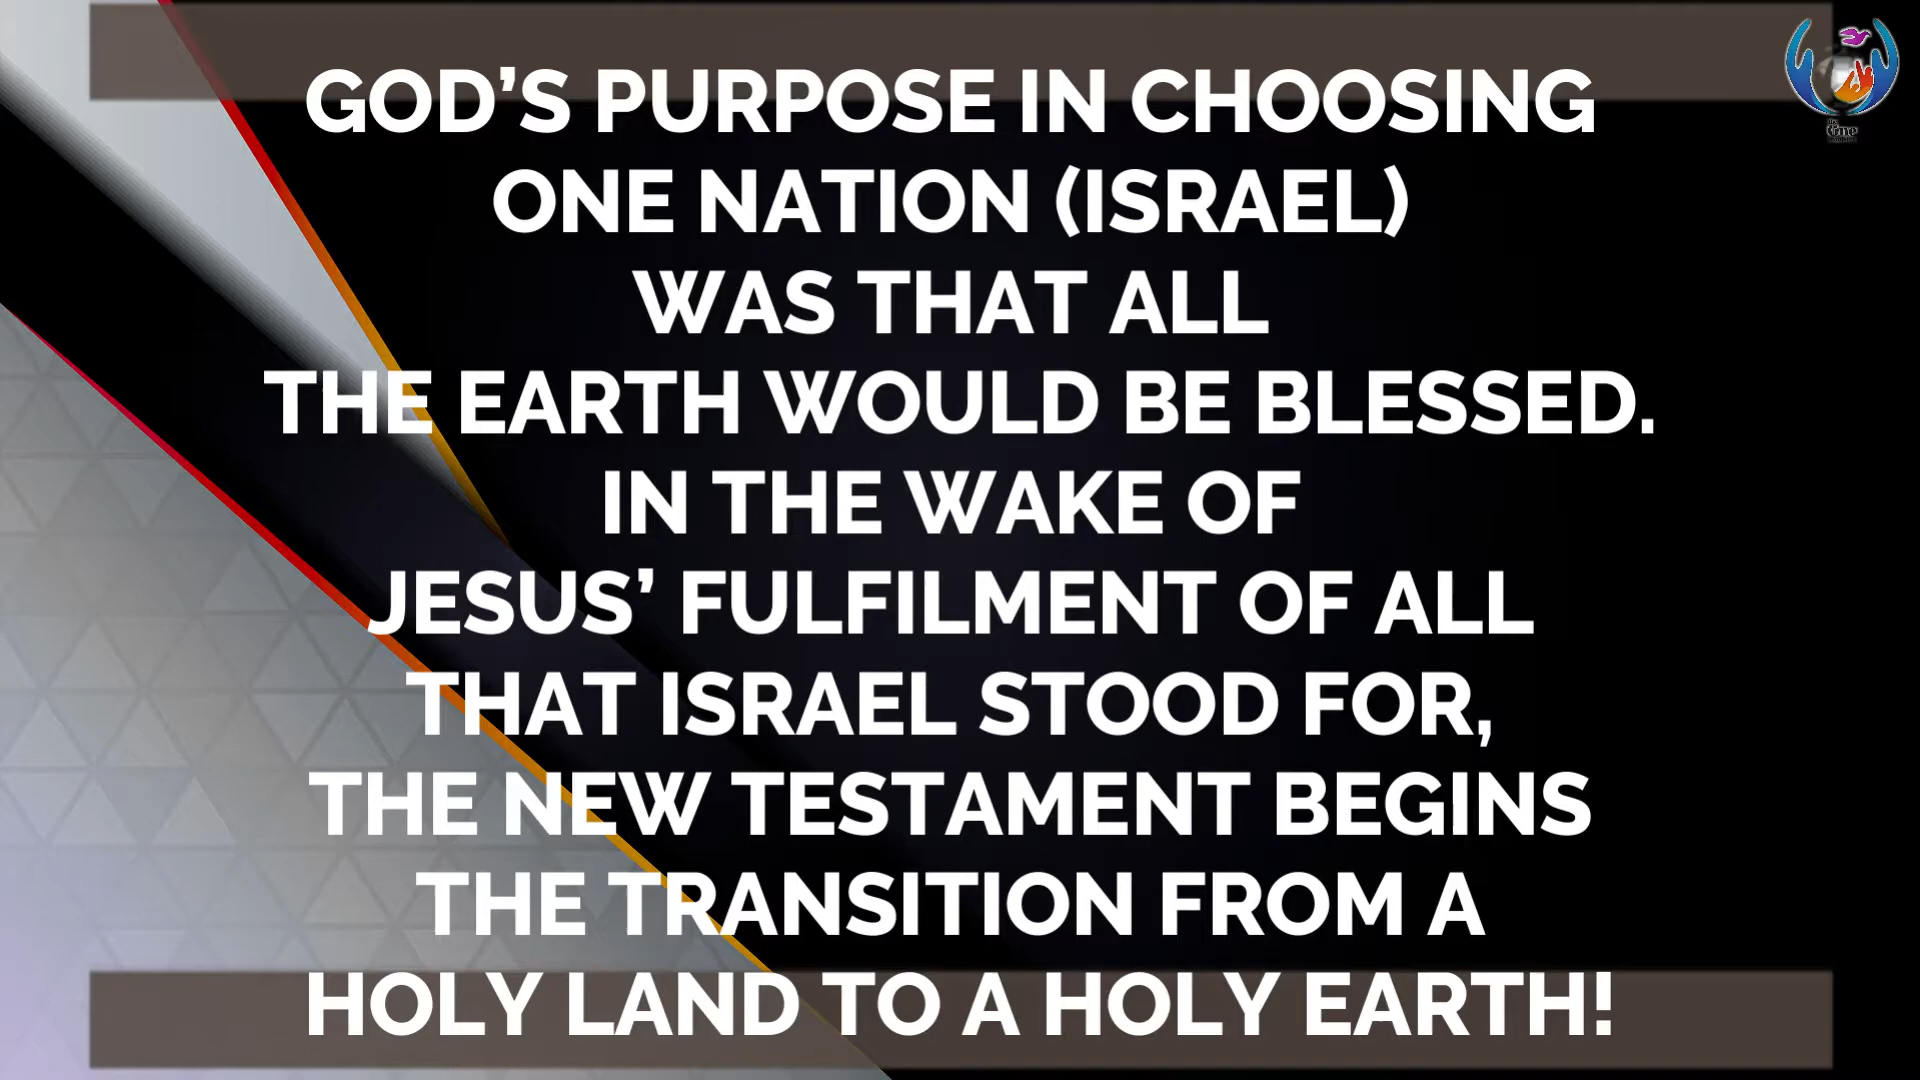 GOD’S PURPOSE IN CHOOSING
ONE NATION (ISRAEL)
WAS THAT ALL
THE EARTH WOULD BE BLESSED.
IN THE WAKE OF
JESUS’ FULFILMENT OF ALL
THAT ISRAEL STOOD FOR,
THE NEW TESTAMENT BEGINS
THE TRANSITION FROM A
HOLY LAND TO A HOLY EARTH!